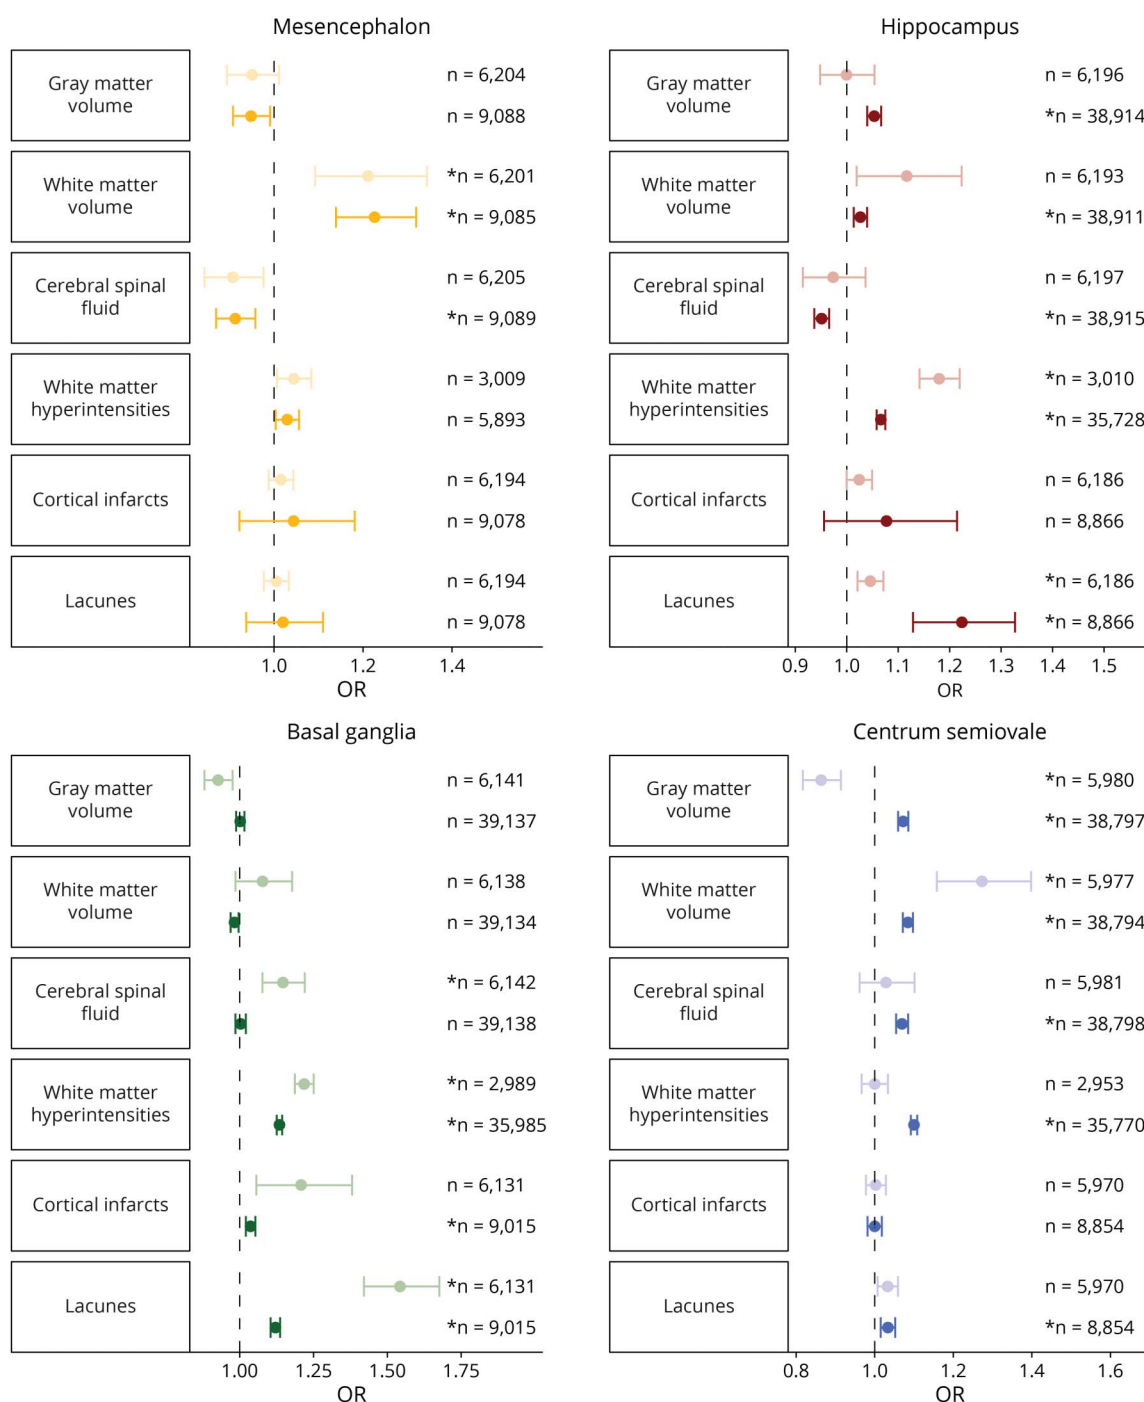 Mesencephalon
Gray matter
volume
n = 6,204
n = 9,088
White matter
volume
*n = 6,201
*n = 9,085
Cerebral spinal
fluid
n = 6,205
*n = 9,089
White matter
hyperintensities
n = 3,009
n = 5,893
Cortical infarcts
n = 6,194
n = 9,078
Lacunes
n = 6,194
n = 9,078
1.0 1.2 1.4
OR
Hippocampus
Gray matter
volume
n = 6,196
*n = 38,914
White matter
volume
n = 6,193
*n = 38,911
Cerebral spinal
fluid
n = 6,197
*n = 38,915
White matter
hyperintensities
*n = 3,010
*n = 35,728
Cortical infarcts
n = 6,186
n = 8,866
Lacunes
*n = 6,186
*n = 8,866
0.9 1.0 1.1 1.2 1.3 1.4 1.5
OR
Basal ganglia
Gray matter
volume
n = 6,141
n = 39,137
White matter
volume
n = 6,138
n = 39,134
Cerebral spinal
fluid
*n = 6,142
n = 39,138
White matter
hyperintensities
*n = 2,989
*n = 35,985
Cortical infarcts
n = 6,131
*n = 9,015
Lacunes
*n = 6,131
*n = 9,015
1.00 1.25 1.50 1.75
OR
Centrum semiovale
Gray matter
volume
*n = 5,980
*n = 38,797
White matter
volume
*n = 5,977
*n = 38,794
Cerebral spinal
fluid
n = 5,981
*n = 38,798
White matter
hyperintensities
n = 2,953
*n = 35,770
Cortical infarcts
n = 5,970
n = 8,854
Lacunes
n = 5,970
*n = 8,854
0.8 1.0 1.2 1.4 1.6
OR